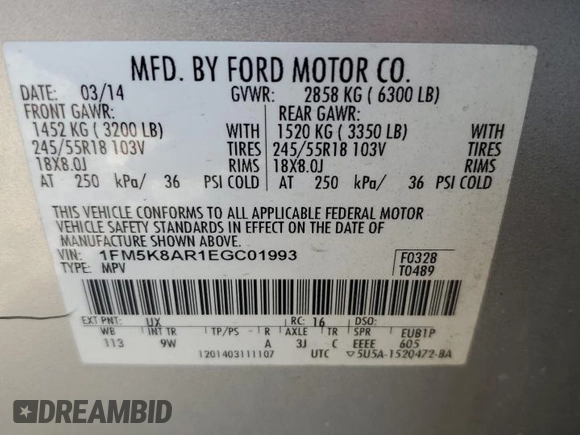 MFD. BY FORD MOTOR CO.
DATE: 03/14 GVWR: 2858 KG ( 6300 LB)
FRONT GAWR: REAR GAWR:
1452 KG ( 3200 LB) WITH 1520 KG ( 3350 LB) WITH
245/55R18 103V TIRES 245/55R18 103V TIRES
18X8.0J RIMS 18X8.0J RIMS
AT 250 kPa/ 36 PSI COLD AT 250 kPa/ 36 PSI COLD
THIS VEHICLE CONFORMS TO ALL APPLICABLE FEDERAL MOTOR
VEHICLE SAFETY STANDARDS IN EFFECT ON THE DATE OF
MANUFACTURE SHOWN ABOVE.
VIN: 1FM5K8AR1EGC01993 F0328
TYPE: MPV T0489
EXT PNT: UX RC: 16 DSO:
WB INT TR TP/PS R AXLE TR SPR EUB1P
113 9W A 3J C EEEE 605
1201403111107 UTC ▽5U5A-1520472-BA
DREAMBID